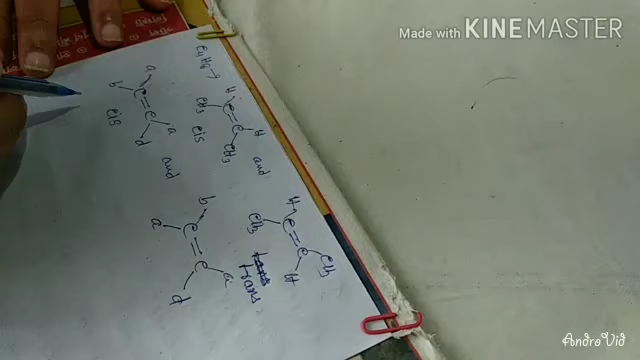 Made with KINEMASTER
C4H8→
H H
C=C
CH3 CH3
cis
and
H CH3
C=C
CH3 H
trans
a a
C=C
b d
cis
and
b a
C=C
a d
AndroVid